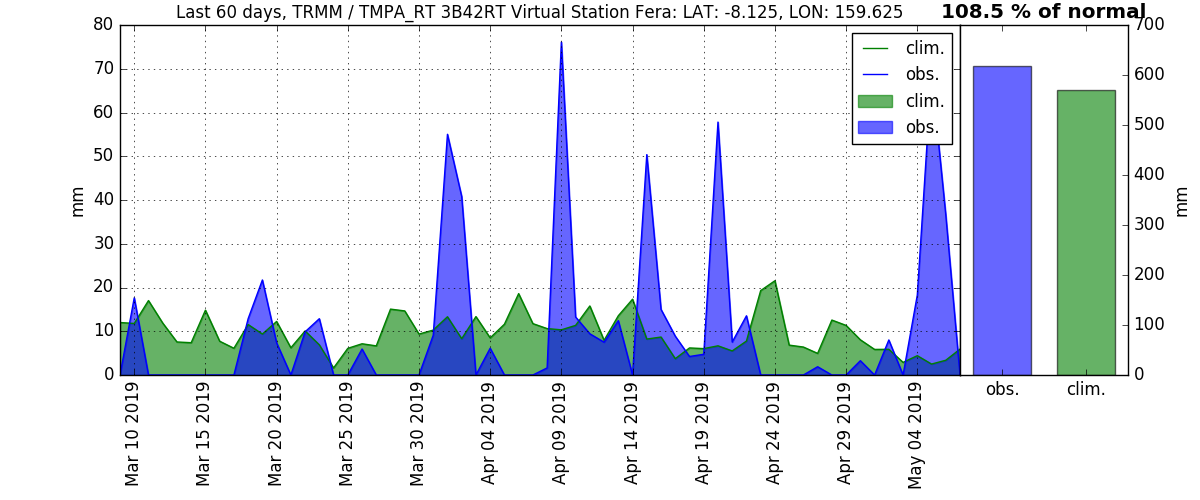 Last 60 days, TRMM / TMPA_RT 3B42RT Virtual Station Fera: LAT: -8.125, LON: 159.625
108.5 % of normal
80
70
60
50
40
30
20
10
0
mm
clim.
obs.
clim.
obs.
700
600
500
400
300
200
100
0
mm
Mar 10 2019
Mar 15 2019
Mar 20 2019
Mar 25 2019
Mar 30 2019
Apr 04 2019
Apr 09 2019
Apr 14 2019
Apr 19 2019
Apr 24 2019
Apr 29 2019
May 04 2019
obs.
clim.